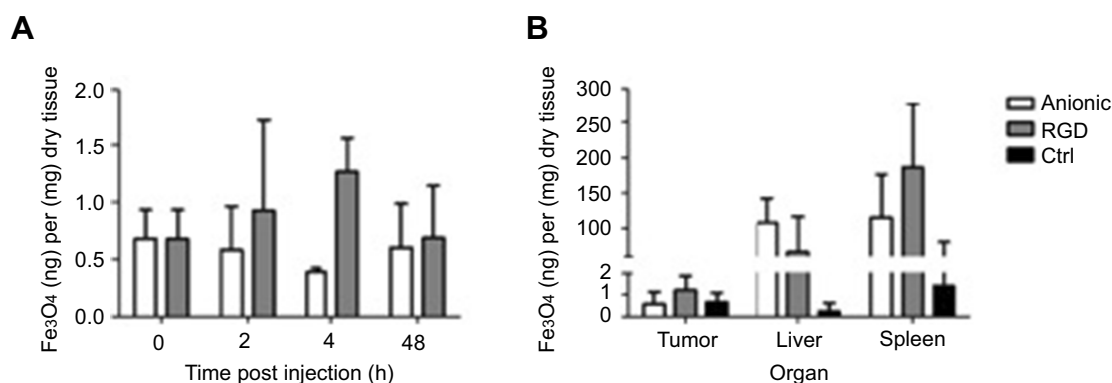 A
Fe3O4 (ng) per (mg) dry tissue
2.0
1.5
1.0
0.5
0.0
0 2 4 48
Time post injection (h)
B
Fe3O4 (ng) per (mg) dry tissue
300
250
200
150
100
2
1
0
Tumor Liver Spleen
Organ
Anionic
RGD
Ctrl